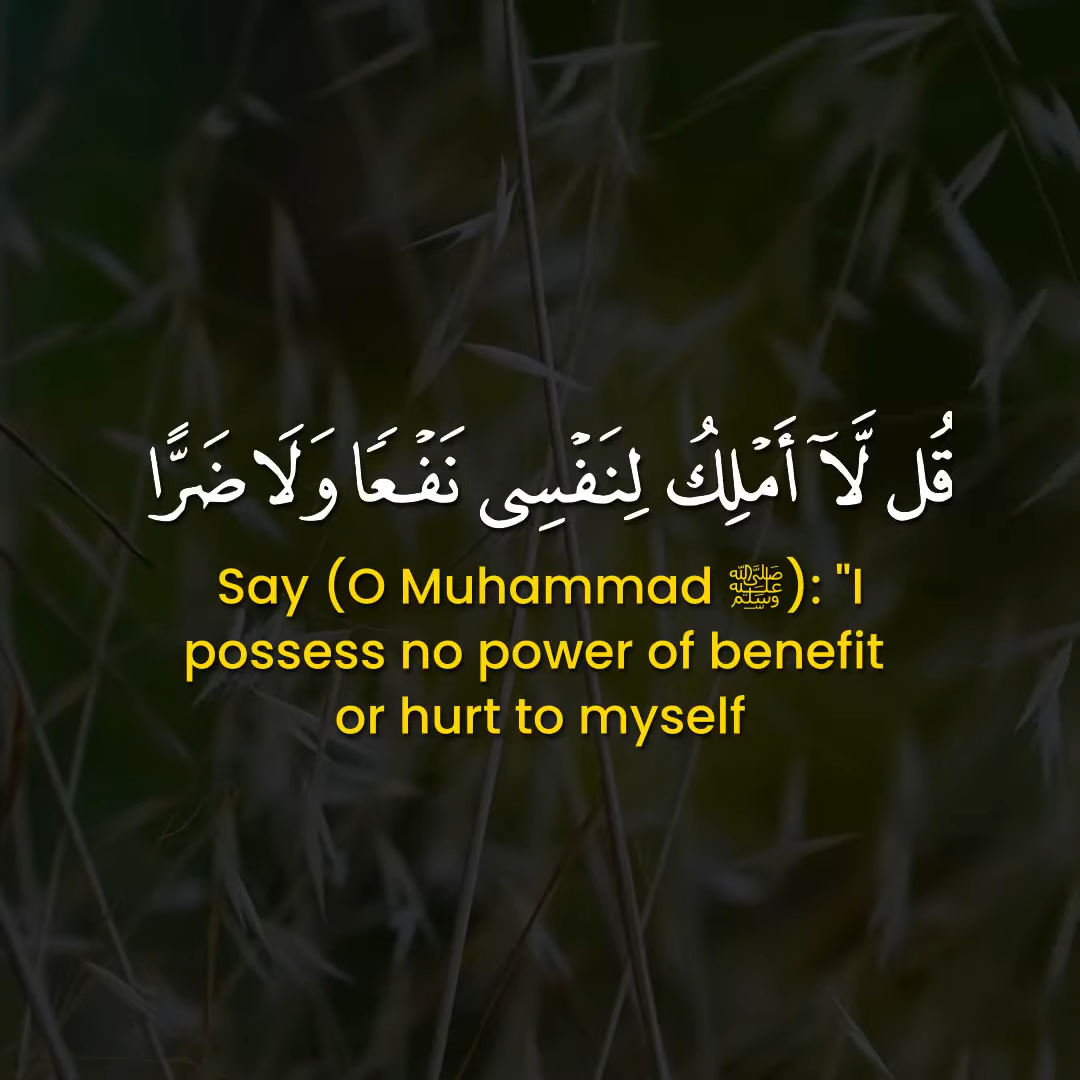 قُل لَّآ أَمْلِكُ لِنَفْسِى نَفْعًا وَلَا ضَرًّا
Say (O Muhammad ﷺ): "I
possess no power of benefit
or hurt to myself